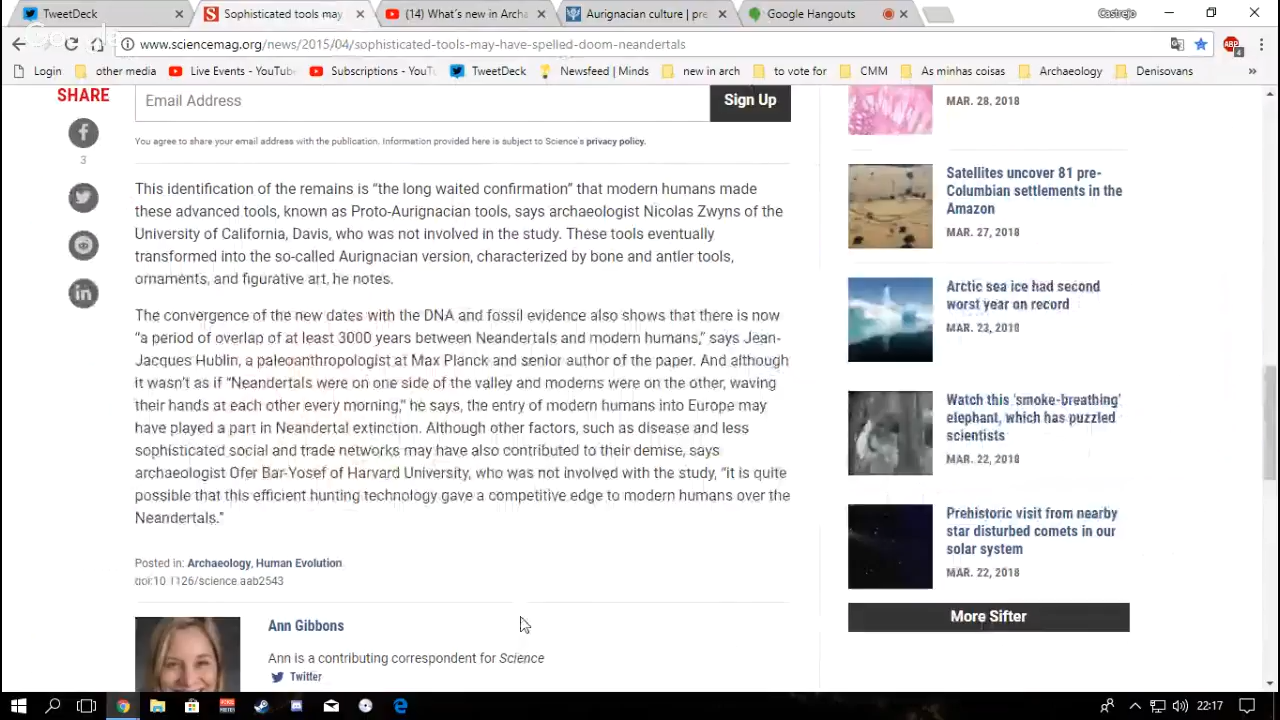 TweetDeck
Sophisticated tools may
(14) What's new in Archa
Aurignacian culture | pr
Google Hangouts
Castrejo
www.sciencemag.org/news/2015/04/sophisticated-tools-may-have-spelled-doom-neandertals
ABP
4
Login
other media
Live Events - YouTube
Subscriptions - YouTu
TweetDeck
Newsfeed | Minds
new in arch
to vote for
CMM
As minhas coisas
Archaeology
Denisovans
»
SHARE
3
Email Address
Sign Up
You agree to share your email address with the publication. Information provided here is subject to Science's privacy policy.
This identification of the remains is “the long waited confirmation” that modern humans made
these advanced tools, known as Proto-Aurignacian tools, says archaeologist Nicolas Zwyns of the
University of California, Davis, who was not involved in the study. These tools eventually
transformed into the so-called Aurignacian version, characterized by bone and antler tools,
ornaments, and figurative art, he notes.
The convergence of the new dates with the DNA and fossil evidence also shows that there is now
“a period of overlap of at least 3000 years between Neandertals and modern humans,” says Jean-
Jacques Hublin, a paleoanthropologist at Max Planck and senior author of the paper. And although
it wasn’t as if “Neandertals were on one side of the valley and moderns were on the other, waving
their hands at each other every morning,” he says, the entry of modern humans into Europe may
have played a part in Neandertal extinction. Although other factors, such as disease and less
sophisticated social and trade networks may have also contributed to their demise, says
archaeologist Ofer Bar-Yosef of Harvard University, who was not involved with the study, “it is quite
possible that this efficient hunting technology gave a competitive edge to modern humans over the
Neandertals.”
Posted in: Archaeology, Human Evolution
doi:10.1126/science.aab2543
Ann Gibbons
Ann is a contributing correspondent for Science
Twitter
MAR. 28, 2018
Satellites uncover 81 pre-
Columbian settlements in the
Amazon
MAR. 27, 2018
Arctic sea ice had second
worst year on record
MAR. 23, 2018
Watch this ‘smoke-breathing’
elephant, which has puzzled
scientists
MAR. 22, 2018
Prehistoric visit from nearby
star disturbed comets in our
solar system
MAR. 22, 2018
More Sifter
22:17